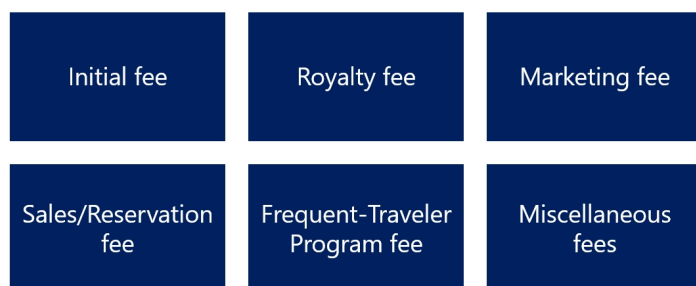 Initial fee
Royalty fee
Marketing fee
Sales/Reservation
fee
Frequent-Traveler
Program fee
Miscellaneous
fees